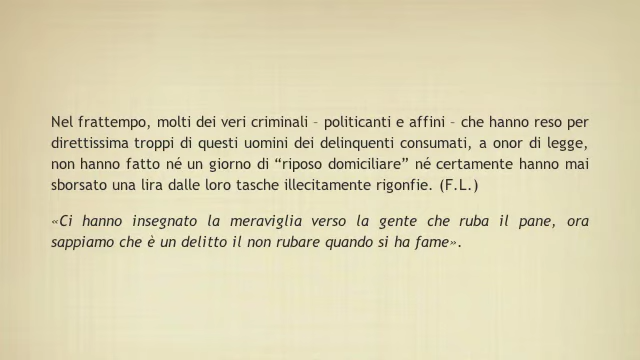 Nel frattempo, molti dei veri criminali – politicanti e affini – che hanno reso per
direttissima troppi di questi uomini dei delinquenti consumati, a onor di legge,
non hanno fatto né un giorno di “riposo domiciliare” né certamente hanno mai
sborsato una lira dalle loro tasche illecitamente rigonfie. (F.L.)
«Ci hanno insegnato la meraviglia verso la gente che ruba il pane, ora
sappiamo che è un delitto il non rubare quando si ha fame».